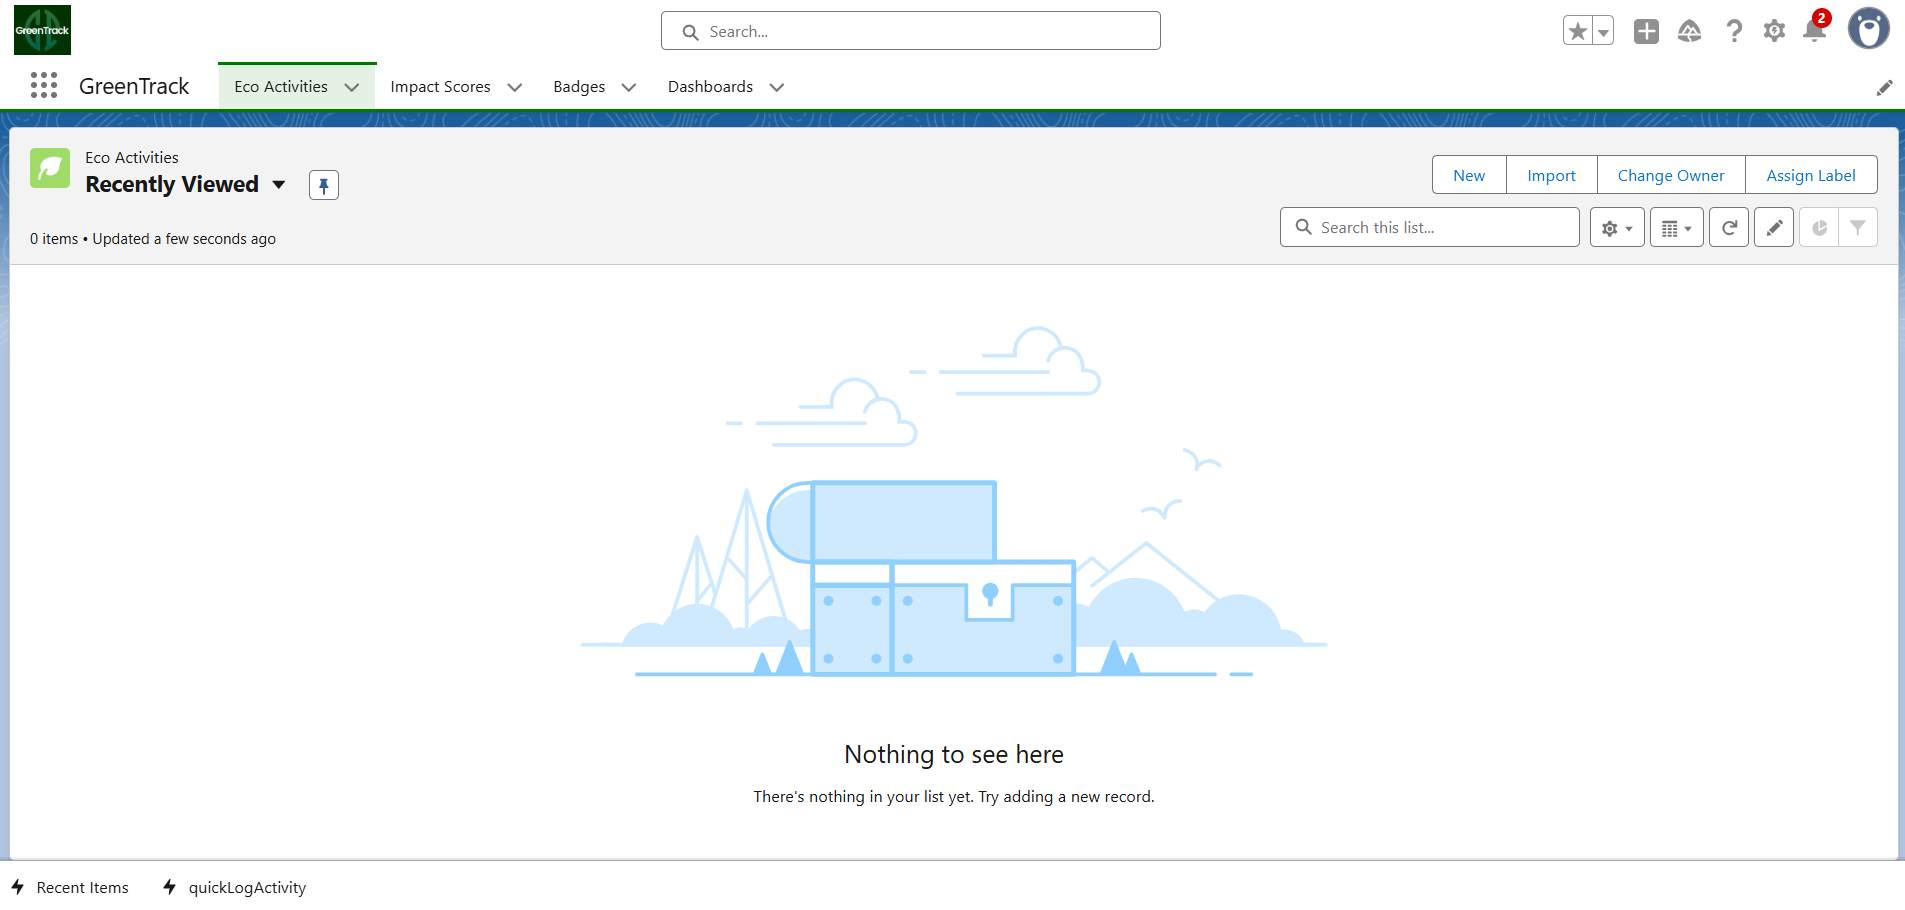 GreenTrack
Search...
2
GreenTrack
Eco Activities
Impact Scores
Badges
Dashboards
Eco Activities
Recently Viewed
New
Import
Change Owner
Assign Label
0 items • Updated a few seconds ago
Search this list...
Nothing to see here
There's nothing in your list yet. Try adding a new record.
Recent Items
quickLogActivity